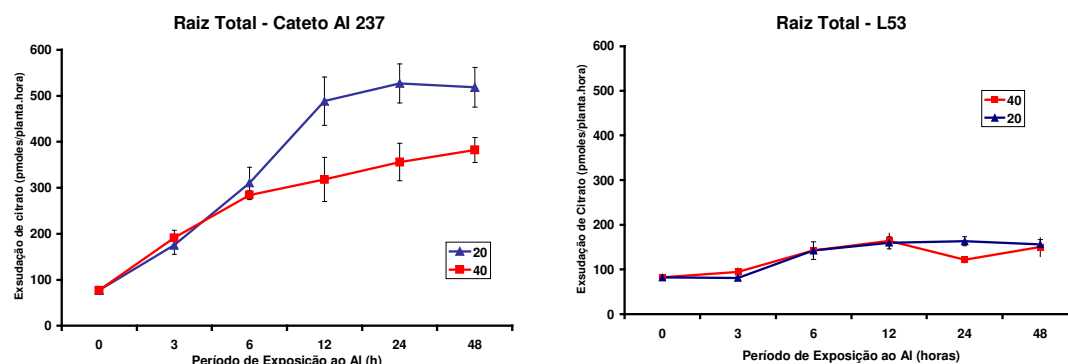 Raiz Total - Cateto Al 237
600
500
400
300
200
100
0
Exsudação de citrato (pmoles/planta.hora)
20
40
0 3 6 12 24 48
Período de Exposição ao Al (h)
Raiz Total - L53
600
500
400
300
200
100
0
Exsudação de Citrato (pmoles/planta.hora)
40
20
0 3 6 12 24 48
Período de Exposição ao Al (horas)